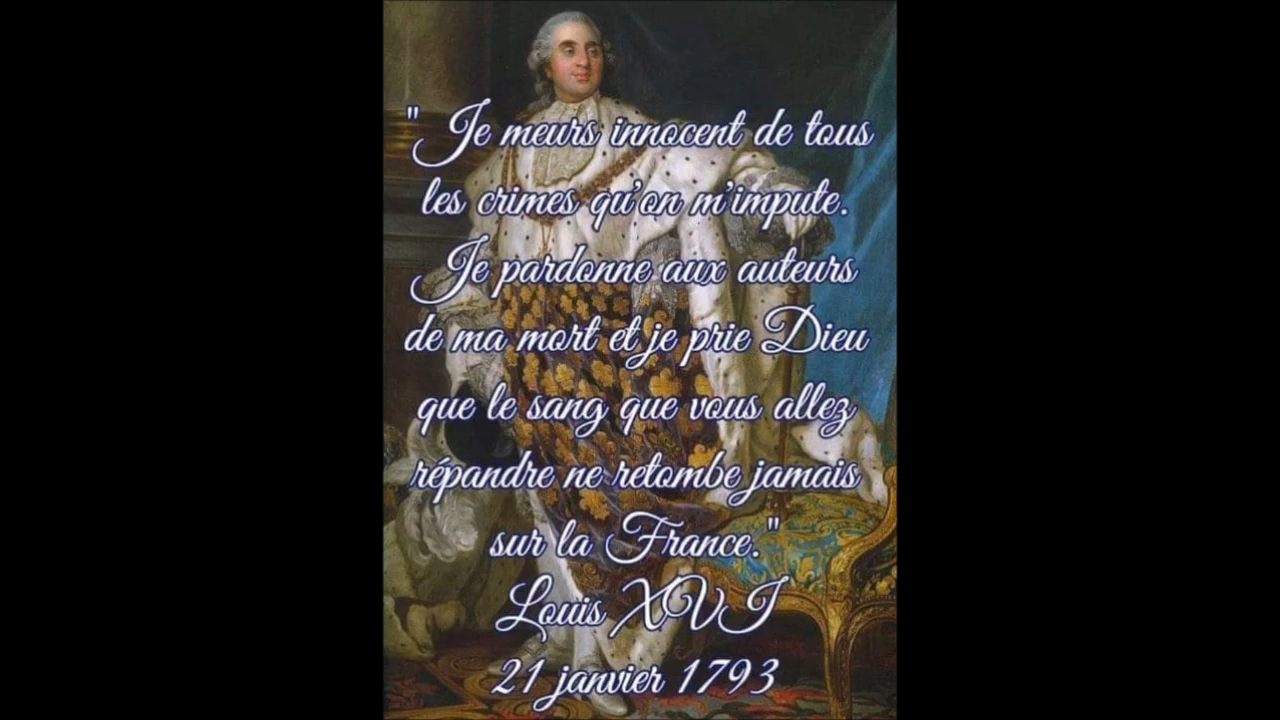 "Je meurs innocent de tous
les crimes qu'on m'impute.
Je pardonne aux auteurs
de ma mort et je prie Dieu
que le sang que vous allez
répandre ne retombe jamais
sur la France."
Louis XVI
21 janvier 1793